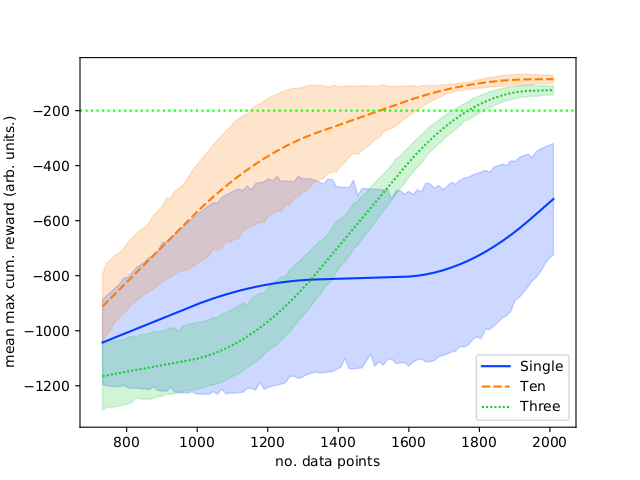 mean max cum. reward (arb. units.)
−200
−400
−600
−800
−1000
−1200
800
1000
1200
1400
1600
1800
2000
no. data points
Single
Ten
Three